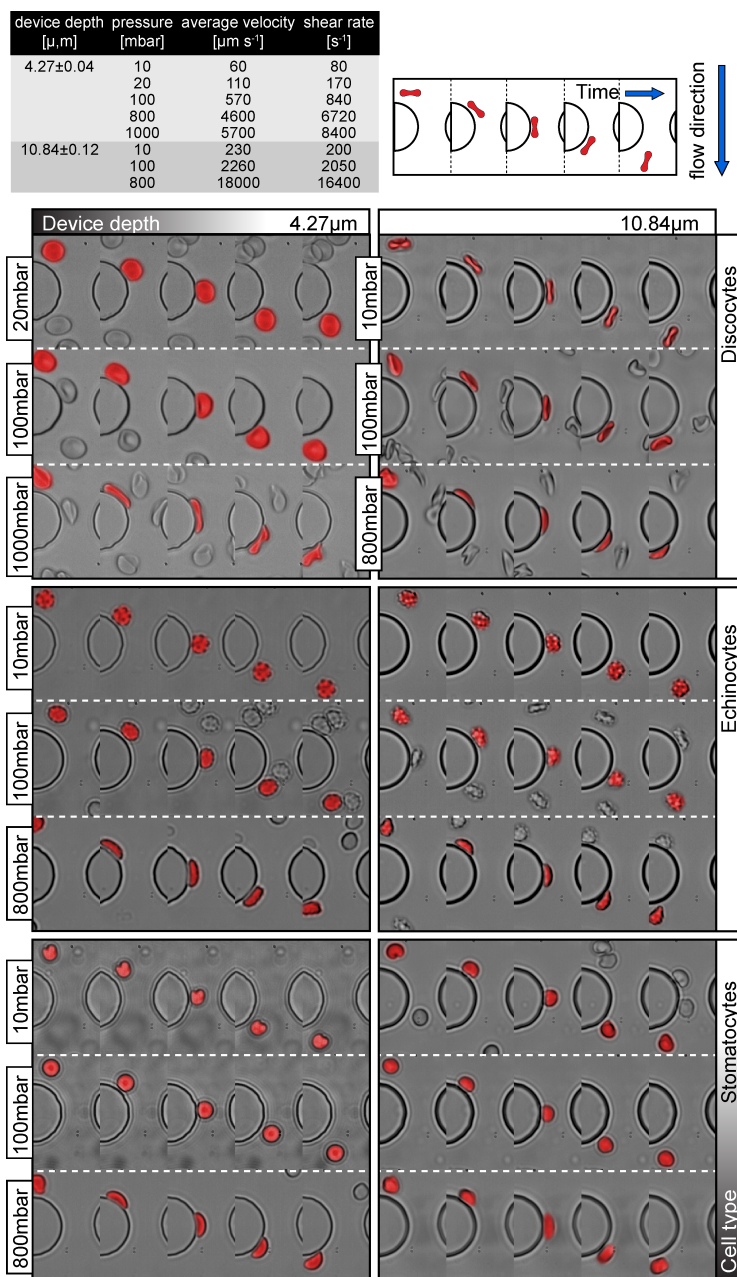 device depth pressure average velocity shear rate
[µ,m] [mbar] [µm s⁻¹] [s⁻¹]
4.27±0.04 10 60 80
20 110 170
100 570 840
800 4600 6720
1000 5700 8400
10.84±0.12 10 230 200
100 2260 2050
800 18000 16400
Time
flow direction
Device depth 4.27µm
10.84µm
20mbar
100mbar
1000mbar
10mbar
100mbar
800mbar
Discocytes
10mbar
100mbar
800mbar
Echinocytes
10mbar
100mbar
800mbar
Stomatocytes
Cell type